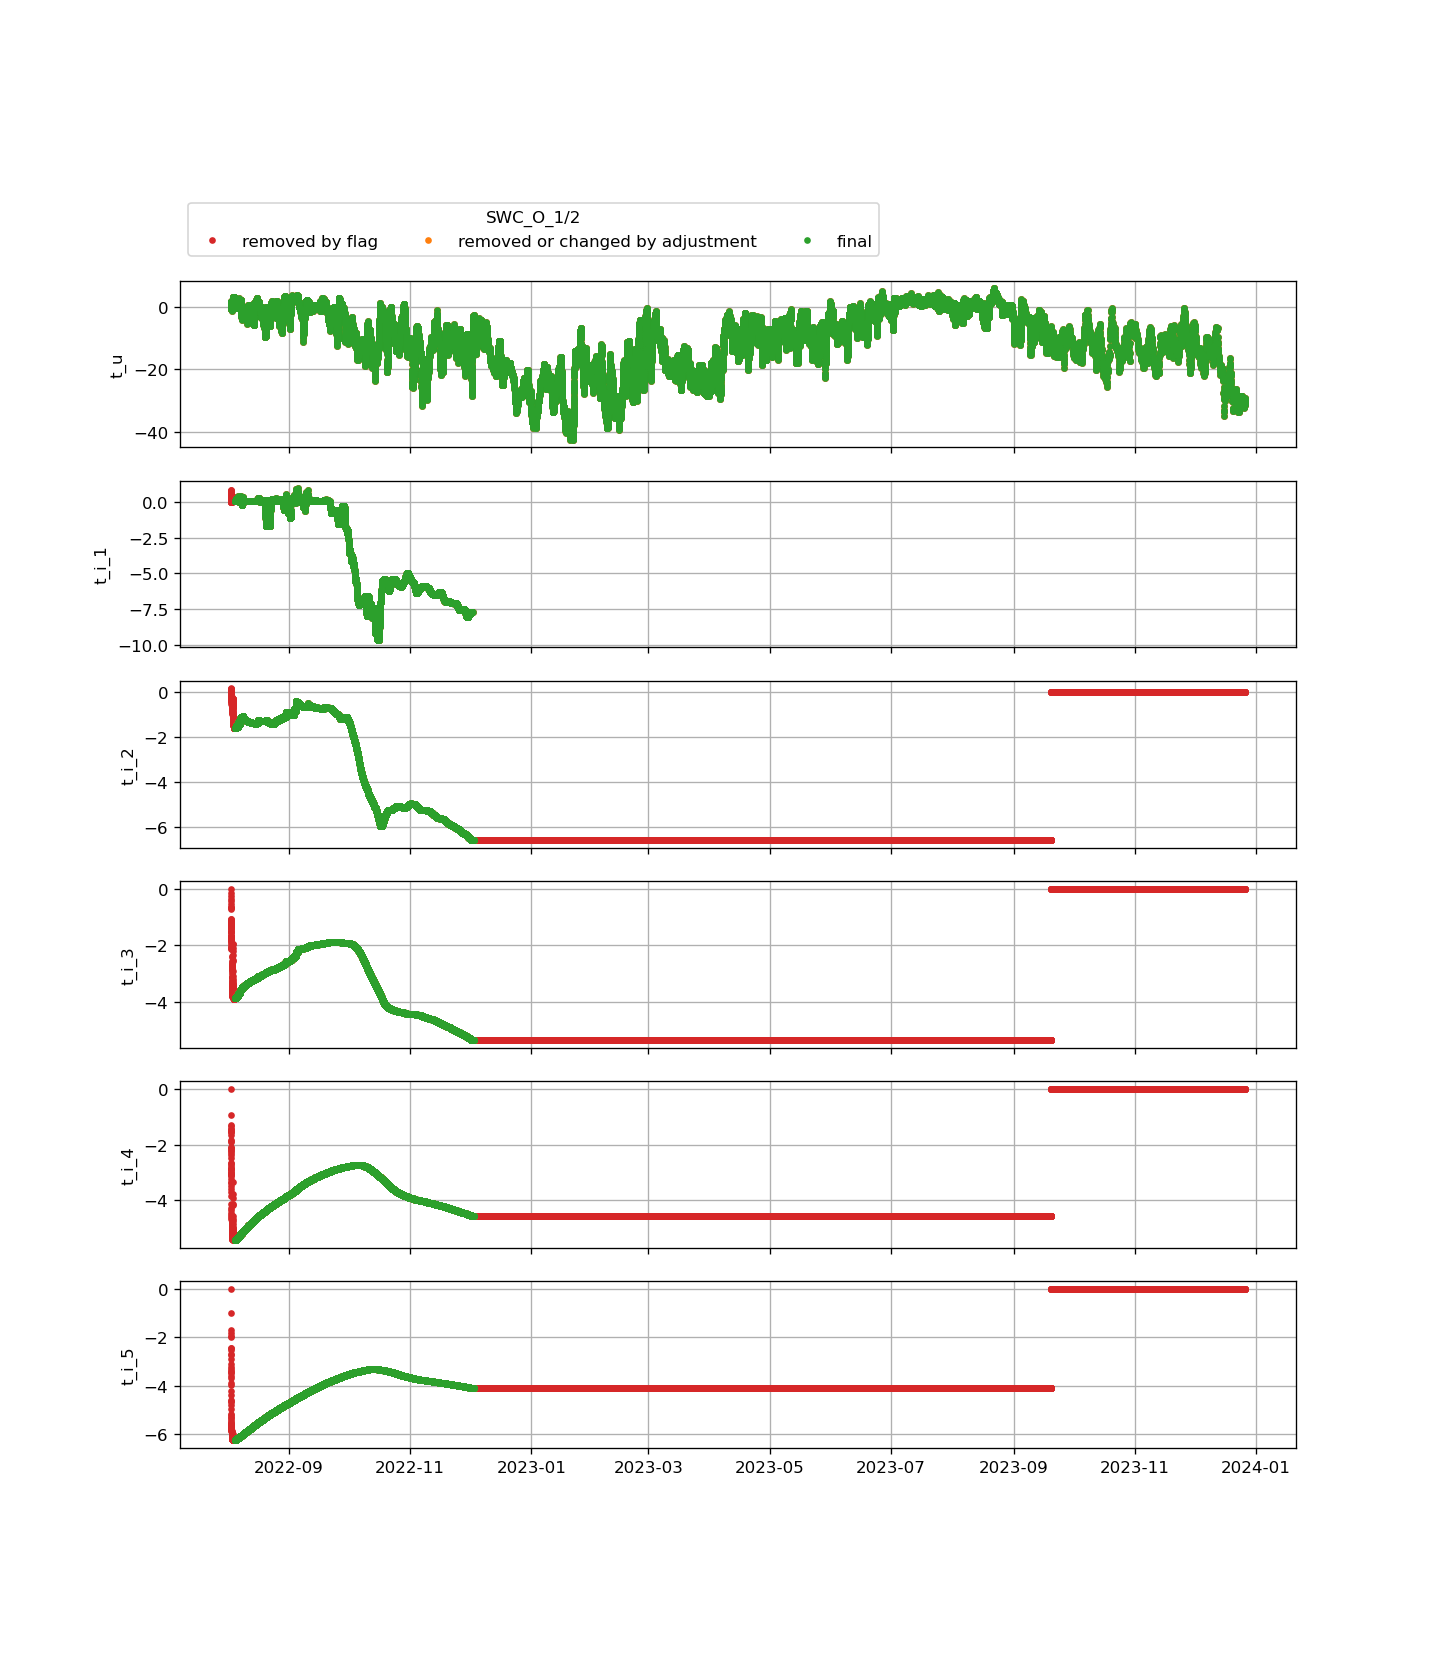 SWC_O_1/2
removed by flag removed or changed by adjustment final
0
−20
−40
t_u
0.0
−2.5
−5.0
−7.5
−10.0
t_i_1
0
−2
−4
−6
t_i_2
0
−2
−4
t_i_3
0
−2
−4
t_i_4
0
−2
−4
−6
t_i_5
2022-09 2022-11 2023-01 2023-03 2023-05 2023-07 2023-09 2023-11 2024-01